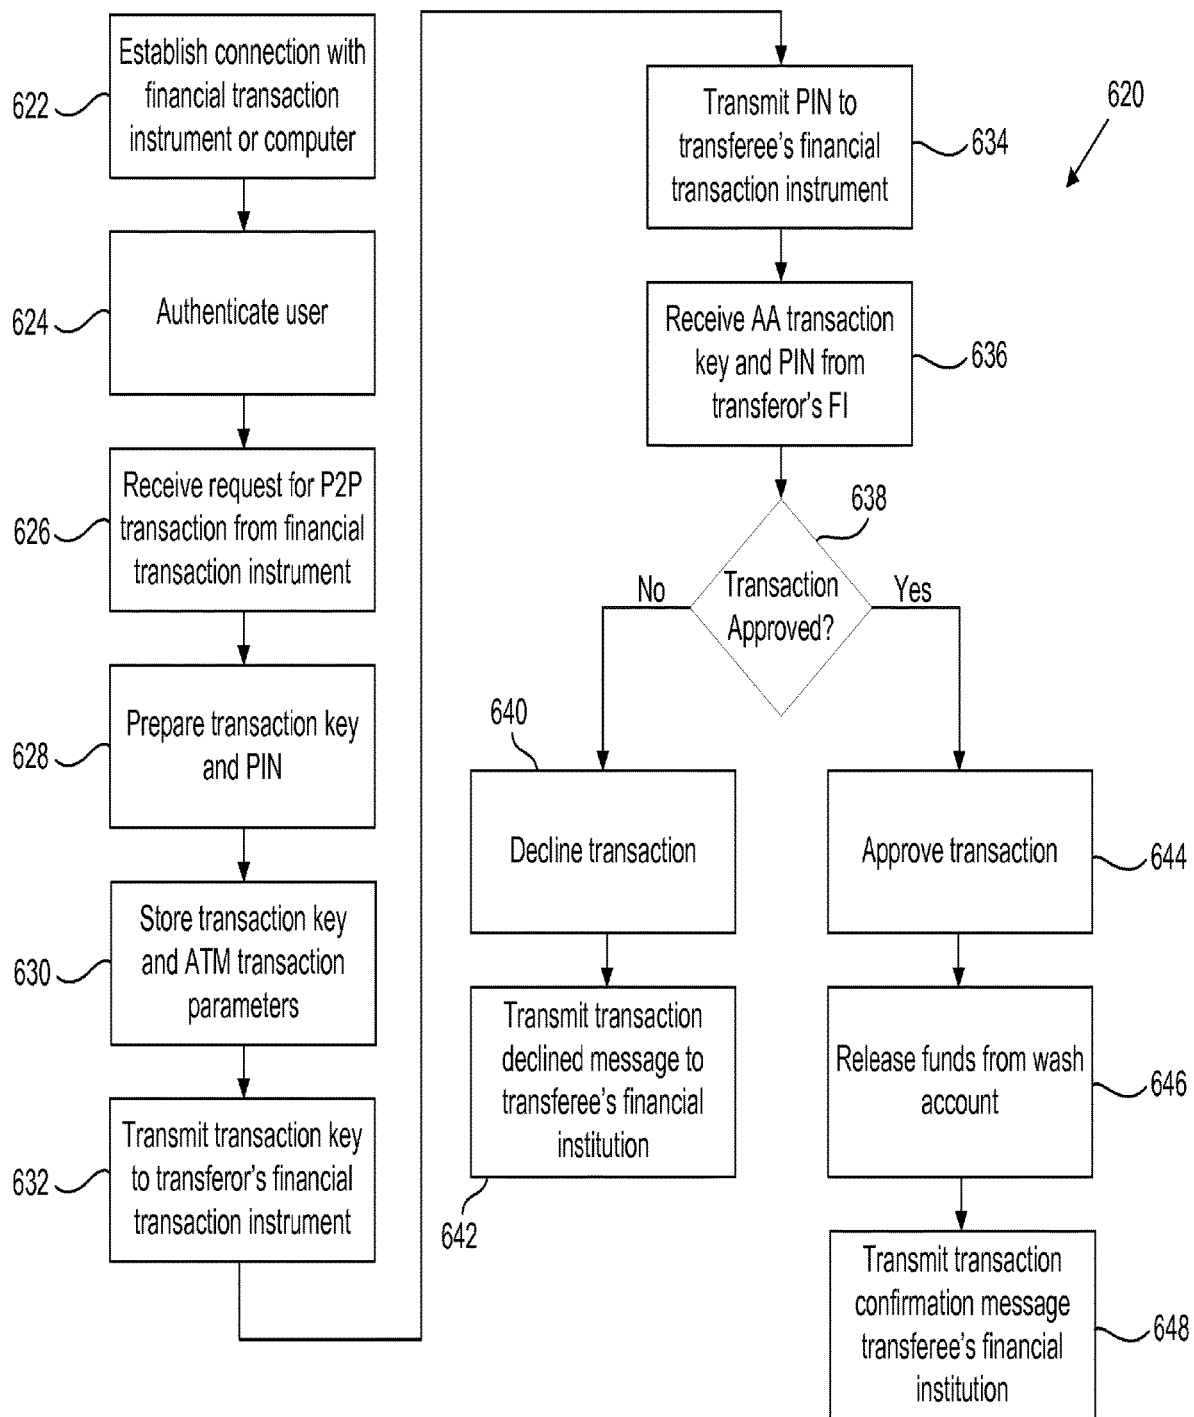 Establish connection with
financial transaction
instrument or computer
622
Authenticate user
624
Receive request for P2P
transaction from financial
transaction instrument
626
Prepare transaction key
and PIN
628
Store transaction key
and ATM transaction
parameters
630
Transmit transaction key
to transferor's financial
transaction instrument
632
620
Transmit PIN to
transferee's financial
transaction instrument
634
Receive AA transaction
key and PIN from
transferor's FI
636
638
Transaction
Approved?
No
Yes
640
Decline transaction
Transmit transaction
declined message to
transferee's financial
institution
642
Approve transaction
644
Release funds from wash
account
646
Transmit transaction
confirmation message
transferee's financial
institution
648